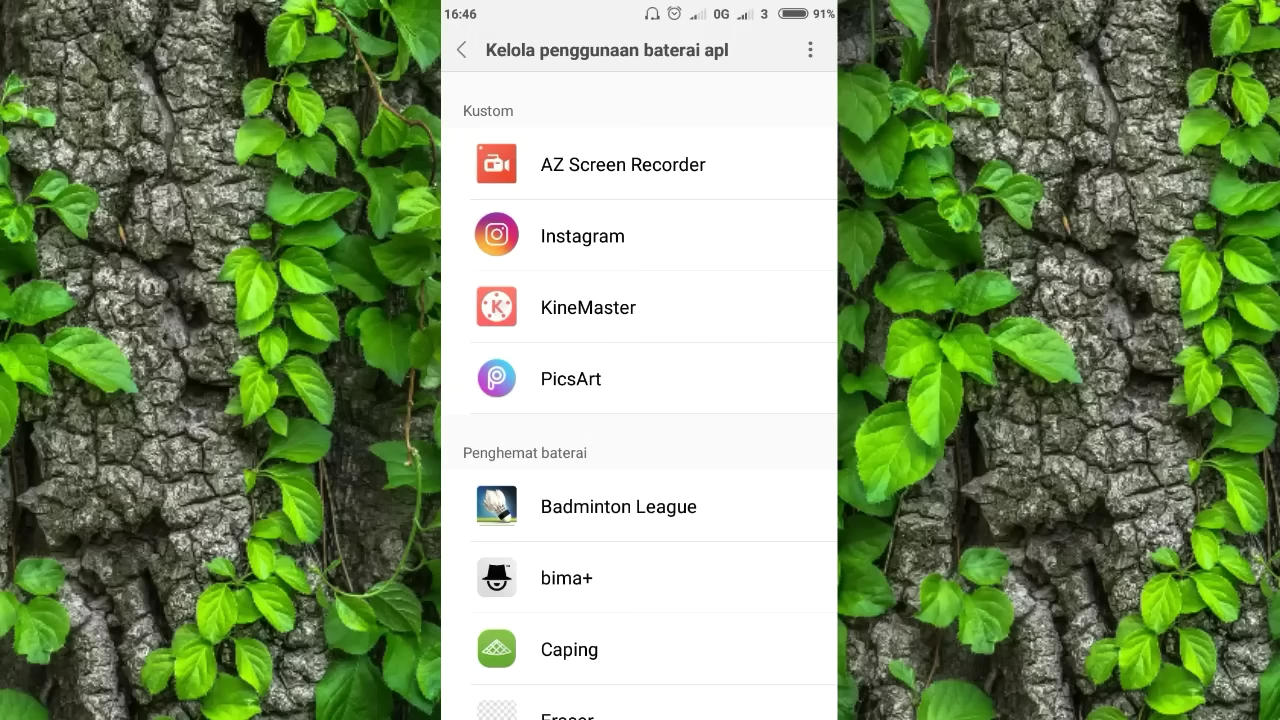 16:46 0G 3 91%
Kelola penggunaan baterai apl
Kustom
AZ Screen Recorder
Instagram
KineMaster
PicsArt
Penghemat baterai
Badminton League
bima+
Caping
Eraser